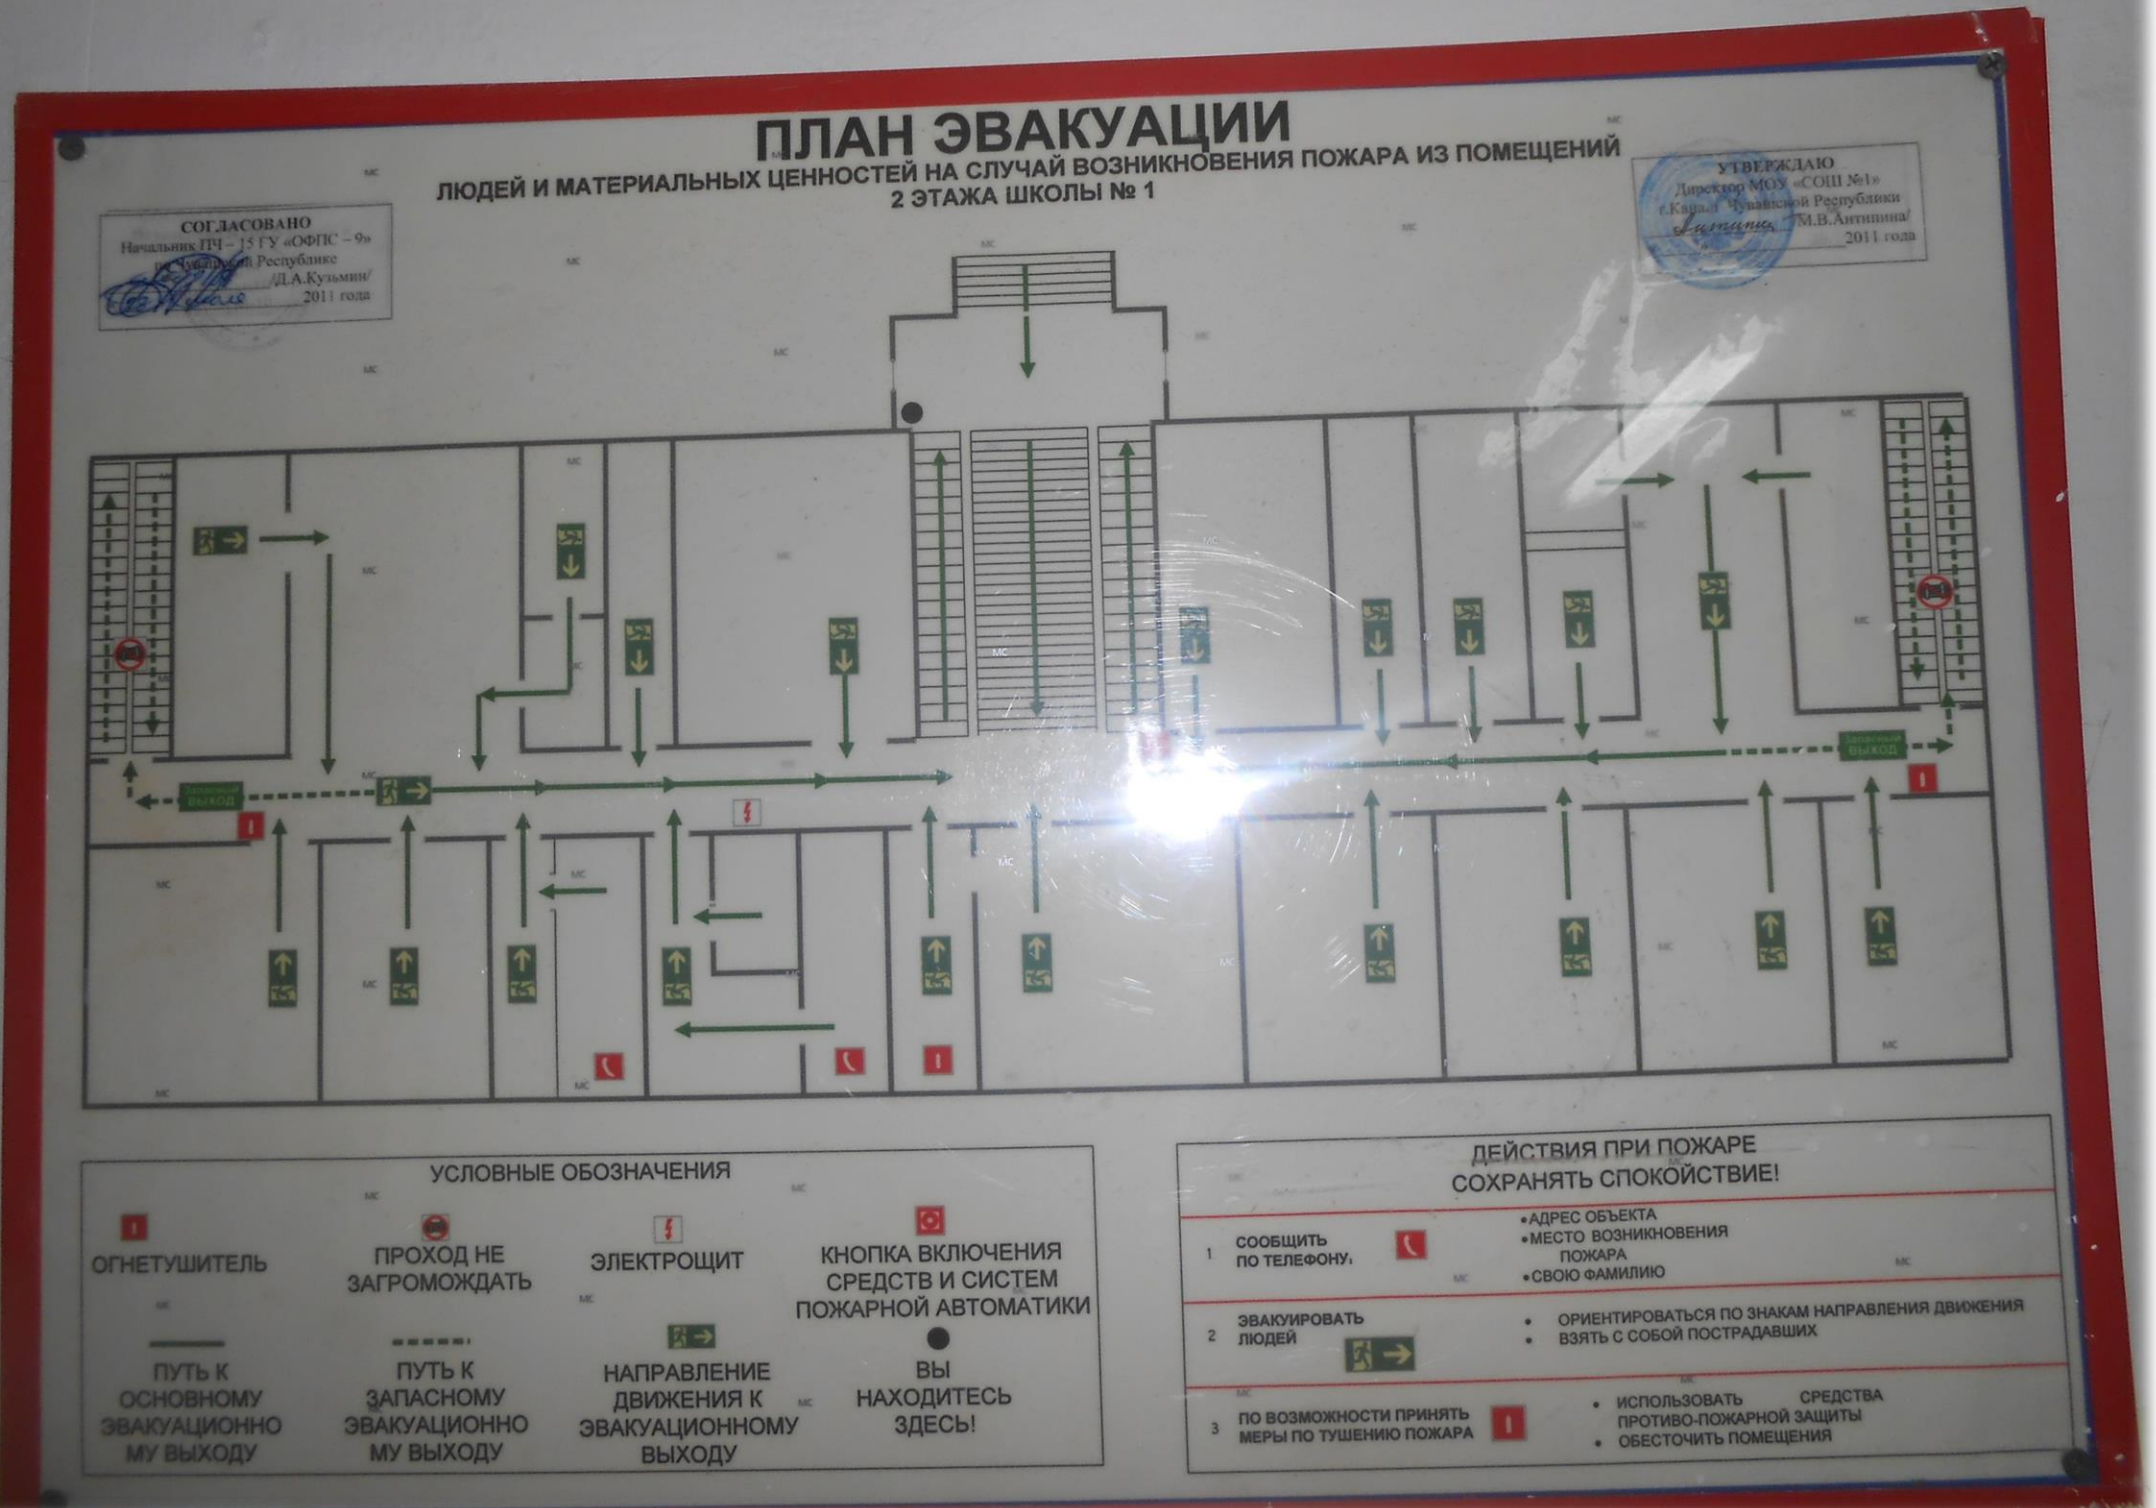 ПЛАН ЭВАКУАЦИИ
ЛЮДЕЙ И МАТЕРИАЛЬНЫХ ЦЕННОСТЕЙ НА СЛУЧАЙ ВОЗНИКНОВЕНИЯ ПОЖАРА ИЗ ПОМЕЩЕНИЙ
2 ЭТАЖА ШКОЛЫ № 1
СОГЛАСОВАНО
Начальник ПЧ – 15 ГУ «ОФПС – 9»
по Чувашской Республике
/Д.А.Кузьмин/
2011 года
УТВЕРЖДАЮ
Директор МОУ «СОШ №1»
Чувашской Республики
/М.В.Антипина/
2011 года
Запасный
ВЫХОД
Запасный
ВЫХОД
УСЛОВНЫЕ ОБОЗНАЧЕНИЯ
ОГНЕТУШИТЕЛЬ
ПРОХОД НЕ
ЗАГРОМОЖДАТЬ
ЭЛЕКТРОЩИТ
КНОПКА ВКЛЮЧЕНИЯ
СРЕДСТВ И СИСТЕМ
ПОЖАРНОЙ АВТОМАТИКИ
ПУТЬ К
ОСНОВНОМУ
ЭВАКУАЦИОННО
МУ ВЫХОДУ
ПУТЬ К
ЗАПАСНОМУ
ЭВАКУАЦИОННО
МУ ВЫХОДУ
НАПРАВЛЕНИЕ
ДВИЖЕНИЯ К
ЭВАКУАЦИОННОМУ
ВЫХОДУ
ВЫ
НАХОДИТЕСЬ
ЗДЕСЬ!
ДЕЙСТВИЯ ПРИ ПОЖАРЕ
СОХРАНЯТЬ СПОКОЙСТВИЕ!
1 СООБЩИТЬ
ПО ТЕЛЕФОНУ:
•АДРЕС ОБЪЕКТА
•МЕСТО ВОЗНИКНОВЕНИЯ
ПОЖАРА
•СВОЮ ФАМИЛИЮ
2 ЭВАКУИРОВАТЬ
ЛЮДЕЙ
• ОРИЕНТИРОВАТЬСЯ ПО ЗНАКАМ НАПРАВЛЕНИЯ ДВИЖЕНИЯ
• ВЗЯТЬ С СОБОЙ ПОСТРАДАВШИХ
3 ПО ВОЗМОЖНОСТИ ПРИНЯТЬ
МЕРЫ ПО ТУШЕНИЮ ПОЖАРА
• ИСПОЛЬЗОВАТЬ СРЕДСТВА
ПРОТИВО-ПОЖАРНОЙ ЗАЩИТЫ
• ОБЕСТОЧИТЬ ПОМЕЩЕНИЯ